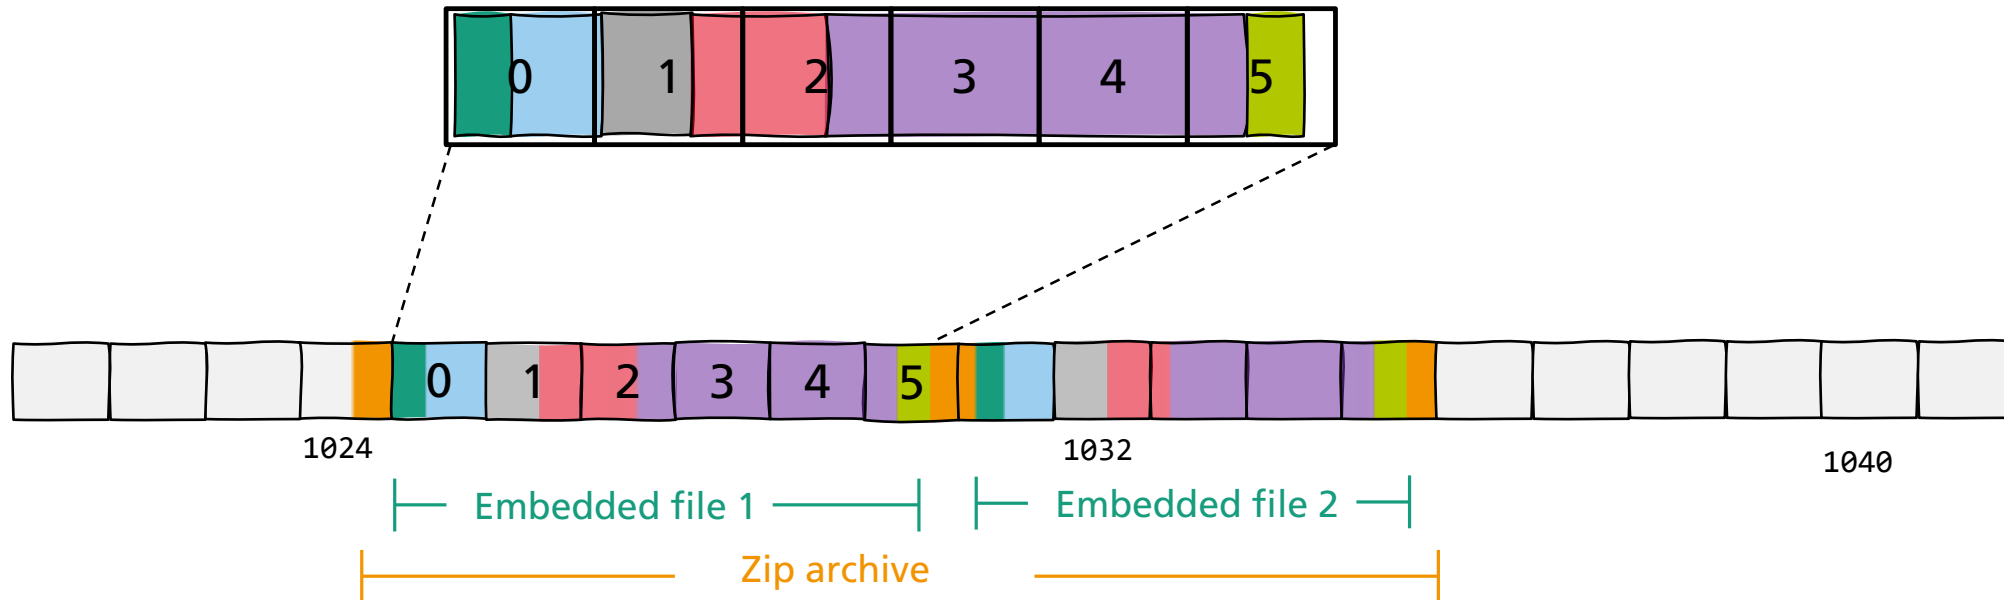 0 1 2 3 4 5
0 1 2 3 4 5
1024 1032 1040
Embedded file 1 Embedded file 2
Zip archive